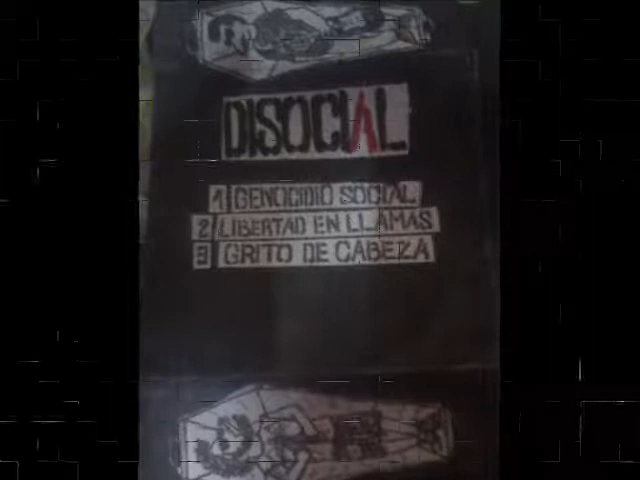 DISOCIAL
1 GENOCIDIO SOCIAL
2 LIBERTAD EN LLAMAS
3 GRITO DE CABEZA